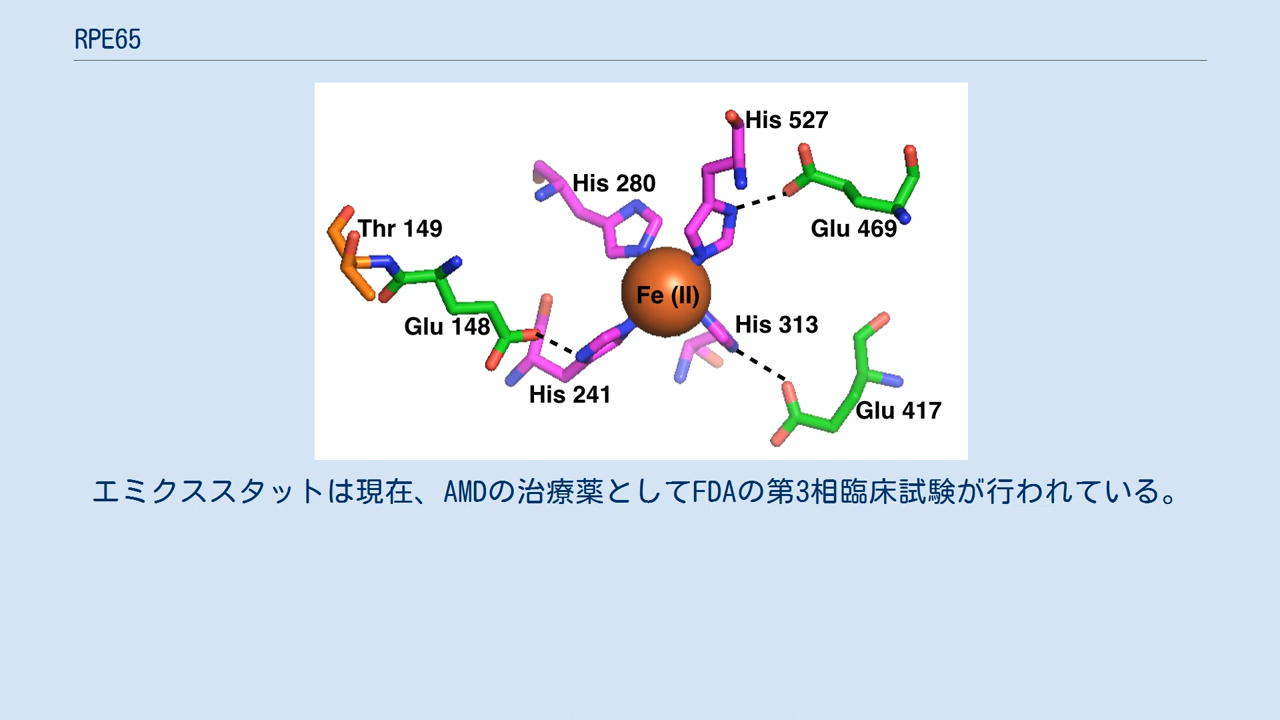 RPE65
His 527
His 280
Glu 469
Thr 149
Fe (II)
Glu 148
His 313
His 241
Glu 417
エミクススタットは現在、AMDの治療薬としてFDAの第3相臨床試験が行われている。